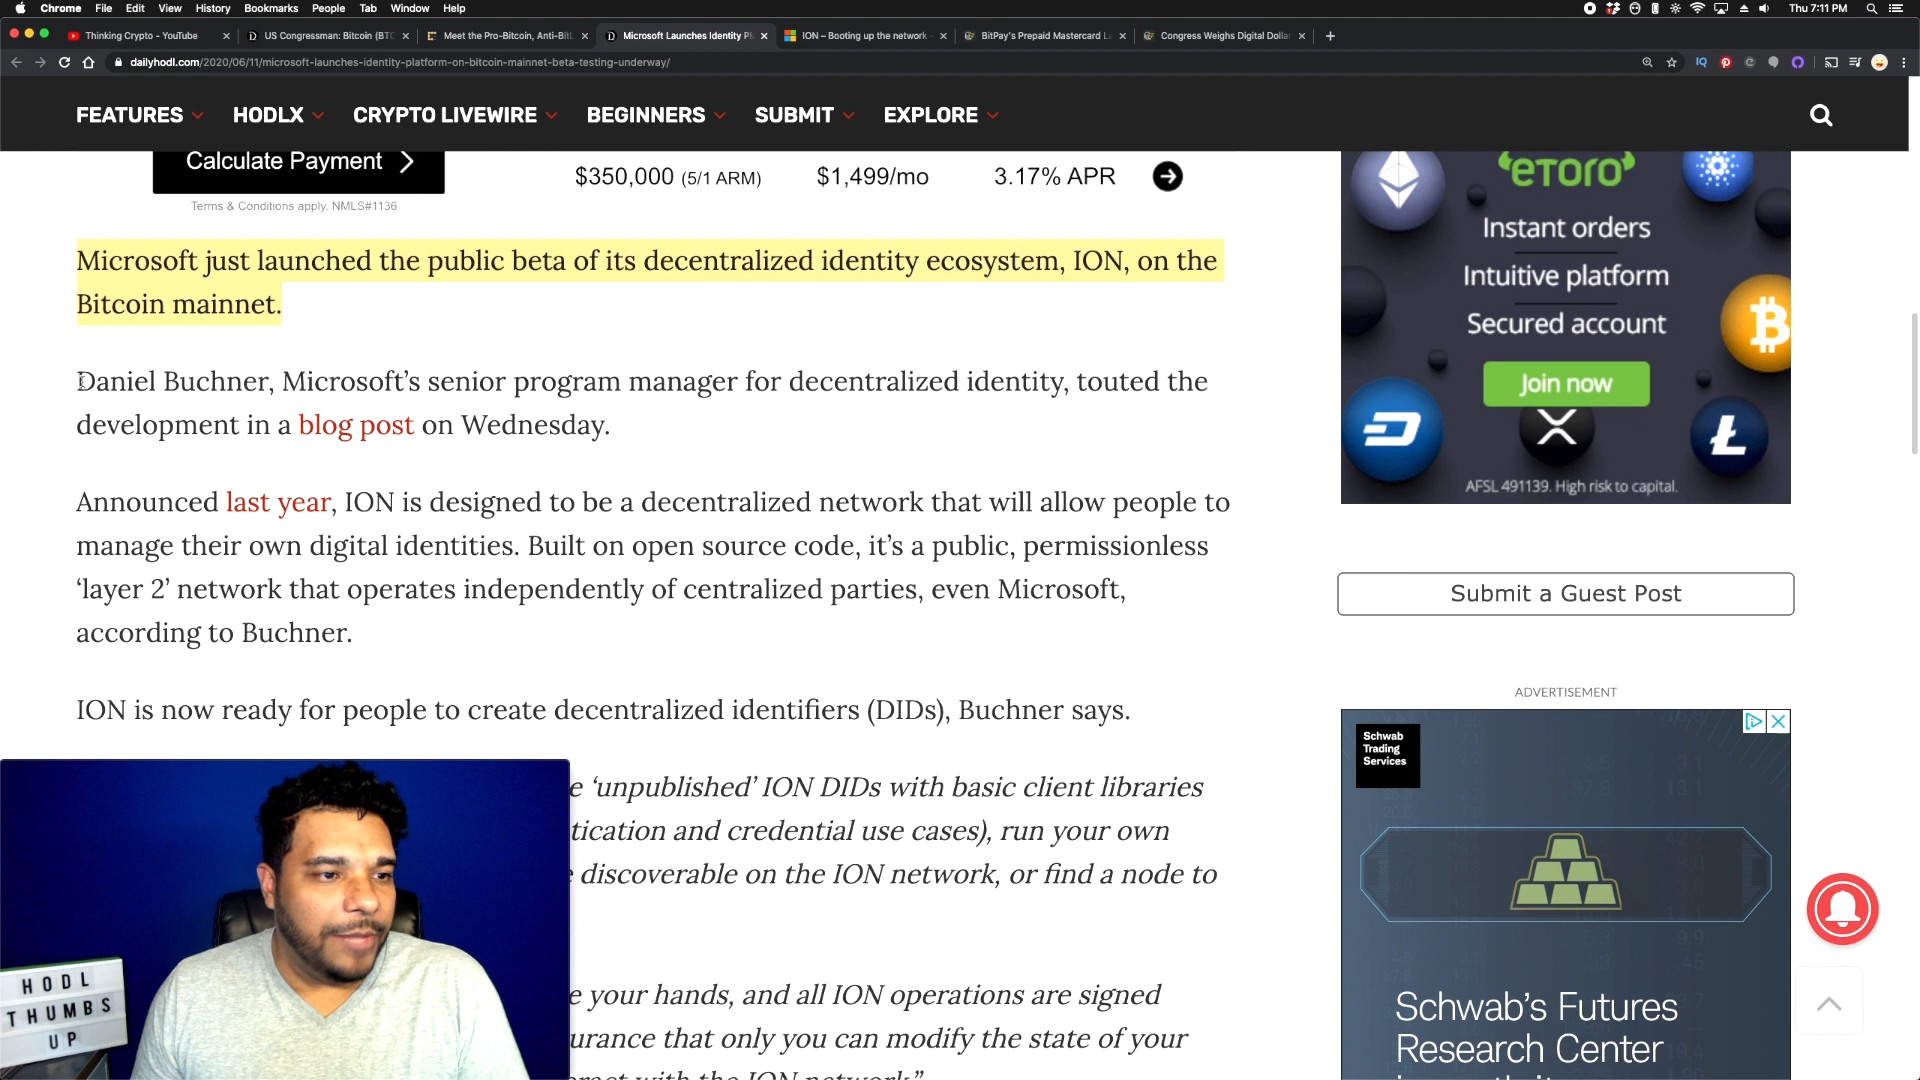 Chrome File Edit View History Bookmarks People Tab Window Help Thu 7:11 PM
Thinking Crypto - YouTube US Congressman: Bitcoin (BTC Meet the Pro-Bitcoin, Anti-Bit Microsoft Launches Identity Pl ION – Booting up the network BitPay's Prepaid Mastercard La Congress Weighs Digital Dollar
dailyhodl.com/2020/06/11/microsoft-launches-identity-platform-on-bitcoin-mainnet-beta-testing-underway/
FEATURES HODLX CRYPTO LIVEWIRE BEGINNERS SUBMIT EXPLORE
Calculate Payment
$350,000 (5/1 ARM) $1,499/mo 3.17% APR
Terms & Conditions apply. NMLS#1136
Microsoft just launched the public beta of its decentralized identity ecosystem, ION, on the
Bitcoin mainnet.
Daniel Buchner, Microsoft’s senior program manager for decentralized identity, touted the
development in a blog post on Wednesday.
Announced last year, ION is designed to be a decentralized network that will allow people to
manage their own digital identities. Built on open source code, it’s a public, permissionless
‘layer 2’ network that operates independently of centralized parties, even Microsoft,
according to Buchner.
ION is now ready for people to create decentralized identifiers (DIDs), Buchner says.
e ‘unpublished’ ION DIDs with basic client libraries
tication and credential use cases), run your own
e discoverable on the ION network, or find a node to
e your hands, and all ION operations are signed
urance that only you can modify the state of your
eract with the ION network.”
HODL
THUMBS
UP
eToro
Instant orders
Intuitive platform
Secured account
Join now
AFSL 491139. High risk to capital.
Submit a Guest Post
ADVERTISEMENT
Schwab
Trading
Services
Schwab's Futures
Research Center